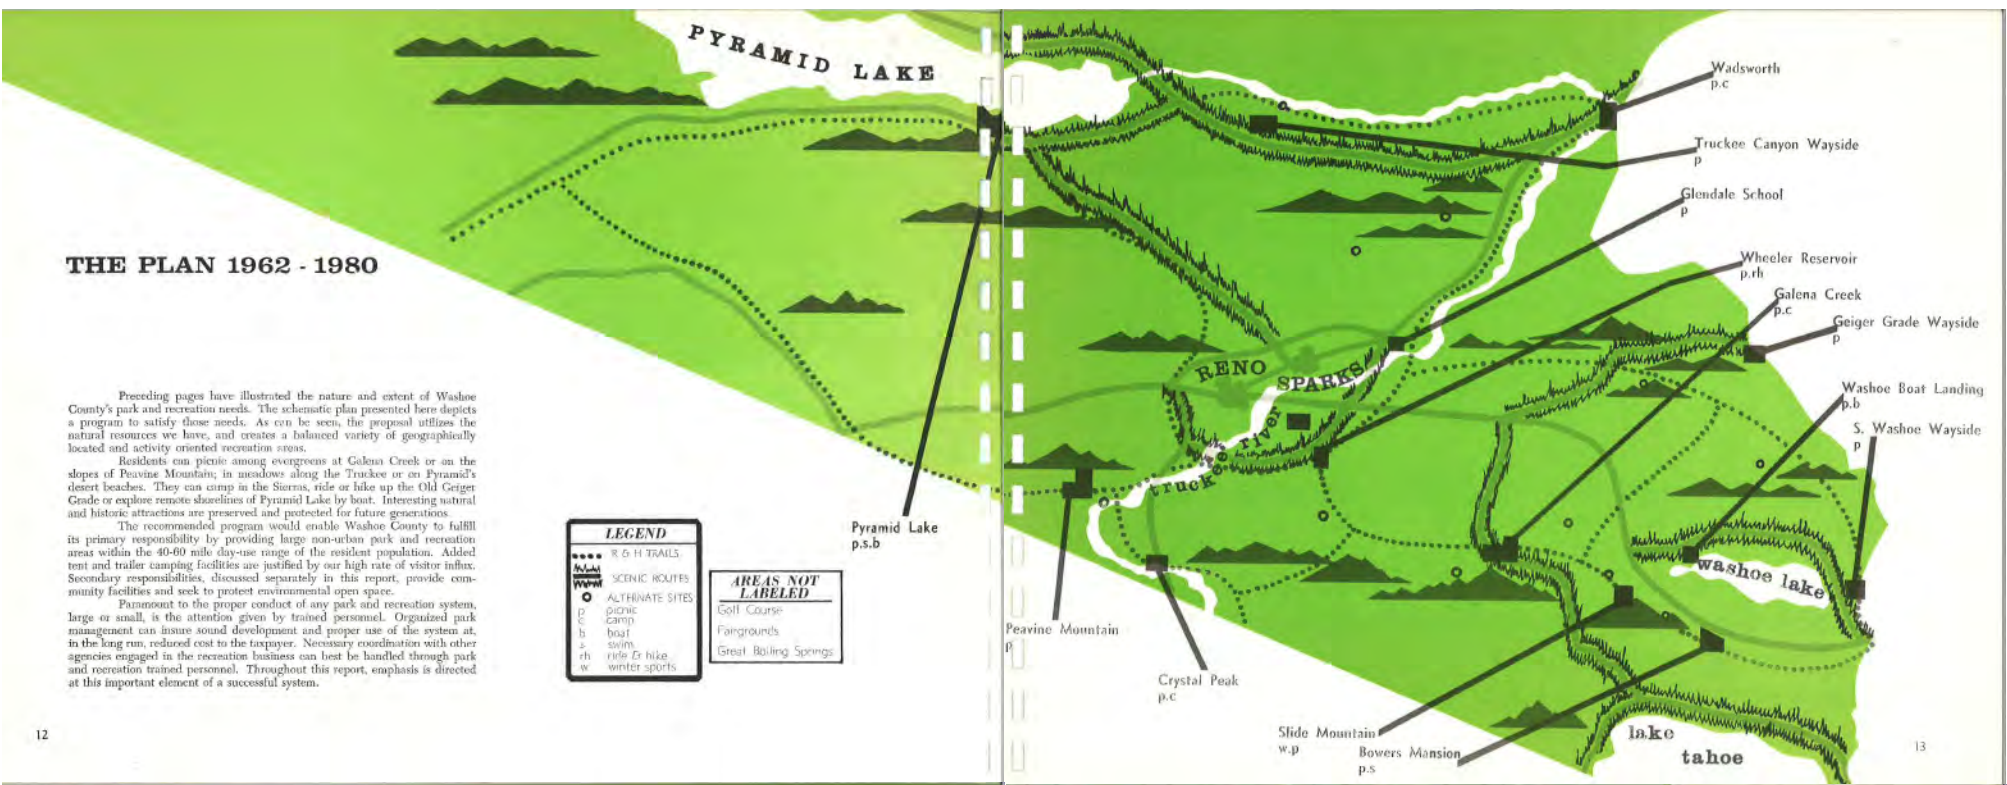 THE PLAN 1962 - 1980
Preceding pages have illustrated the nature and extent of Washoe
County's park and recreation needs. The schematic plan presented here depicts
a program to satisfy those needs. As can be seen, the proposal utilizes the
natural resources we have, and creates a balanced variety of geographically
located and activity oriented recreation areas.
Residents can picnic among evergreens at Galena Creek or on the
slopes of Peavine Mountain; in meadows along the Truckee or on Pyramid's
desert beaches. They can camp in the Sierras, ride or hike up the Old Geiger
Grade or explore remote shorelines of Pyramid Lake by boat. Interesting natural
and historic attractions are preserved and protected for future generations.
The recommended program would enable Washoe County to fulfill
its primary responsibility by providing large non-urban park and recreation
areas within the 40-60 mile day-use range of the resident population. Added
tent and trailer camping facilities are justified by our high rate of visitor influx.
Secondary responsibilities, discussed separately in this report, provide com-
munity facilities and seek to protect environmental open space.
Paramount to the proper conduct of any park and recreation system,
large or small, is the attention given by trained personnel. Organized park
management can insure sound development and proper use of the system at,
in the long run, reduced cost to the taxpayer. Necessary coordination with other
agencies engaged in the recreation business can best be handled through park
and recreation trained personnel. Throughout this report, emphasis is directed
at this important element of a successful system.
12
LEGEND
R & H TRAILS
SCENIC ROUTES
ALTERNATE SITES
p picnic
c camp
b boat
s swim
rh ride & hike
w winter sports
AREAS NOT
LABELED
Golf Course
Fairgrounds
Great Boiling Springs
PYRAMID LAKE
Pyramid Lake
p.s.b
Wadsworth
p.c
Truckee Canyon Wayside
p
Glendale School
p
Wheeler Reservoir
p.rh
Galena Creek
p.c
Geiger Grade Wayside
p
Washoe Boat Landing
p.b
S. Washoe Wayside
p
RENO
SPARKS
truckee river
washoe lake
Peavine Mountain
p
Crystal Peak
p.c
Slide Mountain
w.p
Bowers Mansion
p.s
lake
tahoe
13